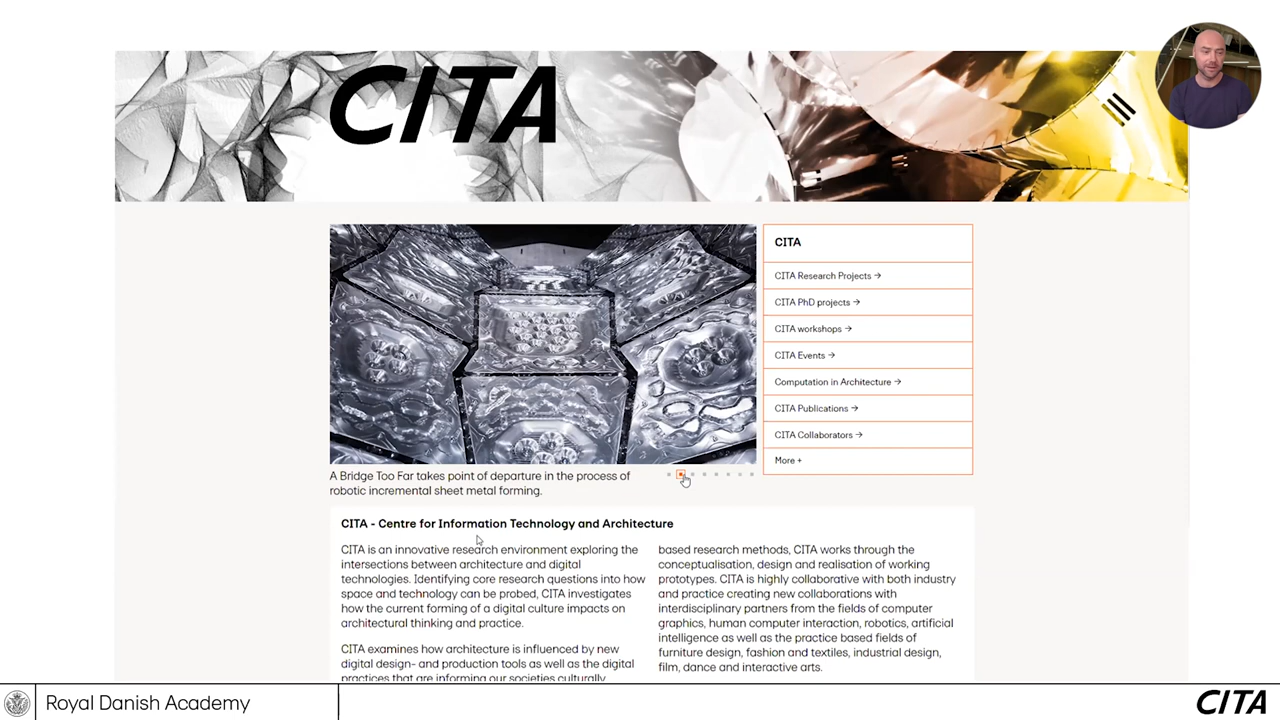 CITA
CITA
CITA Research Projects →
CITA PhD projects →
CITA workshops →
CITA Events →
Computation in Architecture →
CITA Publications →
CITA Collaborators →
More +
A Bridge Too Far takes point of departure in the process of
robotic incremental sheet metal forming.
CITA - Centre for Information Technology and Architecture
CITA is an innovative research environment exploring the
intersections between architecture and digital
technologies. Identifying core research questions into how
space and technology can be probed, CITA investigates
how the current forming of a digital culture impacts on
architectural thinking and practice.
CITA examines how architecture is influenced by new
digital design- and production tools as well as the digital
practices that are informing our societies culturally,
based research methods, CITA works through the
conceptualisation, design and realisation of working
prototypes. CITA is highly collaborative with both industry
and practice creating new collaborations with
interdisciplinary partners from the fields of computer
graphics, human computer interaction, robotics, artificial
intelligence as well as the practice based fields of
furniture design, fashion and textiles, industrial design,
film, dance and interactive arts.
Royal Danish Academy
CITA